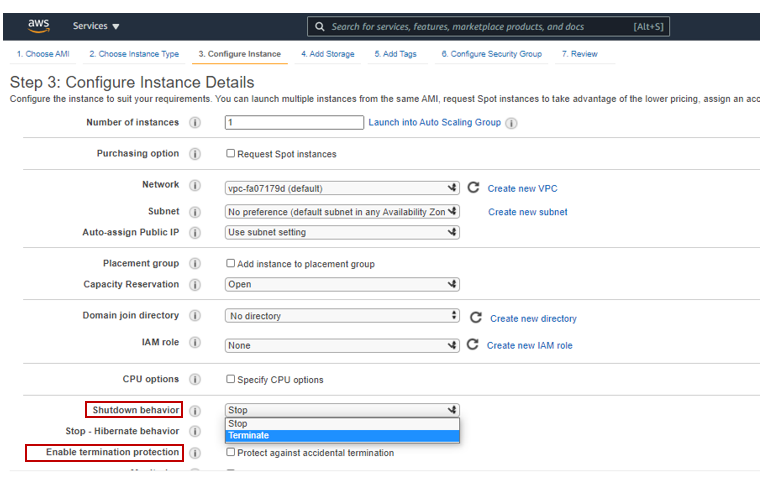 aws Services Search for services, features, marketplace products, and docs [Alt+S]
1. Choose AMI 2. Choose Instance Type 3. Configure Instance 4. Add Storage 5. Add Tags 6. Configure Security Group 7. Review
Step 3: Configure Instance Details
Configure the instance to suit your requirements. You can launch multiple instances from the same AMI, request Spot instances to take advantage of the lower pricing, assign an acc
Number of instances i 1 Launch into Auto Scaling Group i
Purchasing option i Request Spot instances
Network i vpc-fa07179d (default) Create new VPC
Subnet i No preference (default subnet in any Availability Zon Create new subnet
Auto-assign Public IP i Use subnet setting
Placement group i Add instance to placement group
Capacity Reservation i Open
Domain join directory i No directory Create new directory
IAM role i None Create new IAM role
CPU options i Specify CPU options
Shutdown behavior i Stop
Stop
Stop - Hibernate behavior i Terminate
Enable termination protection i Protect against accidental termination